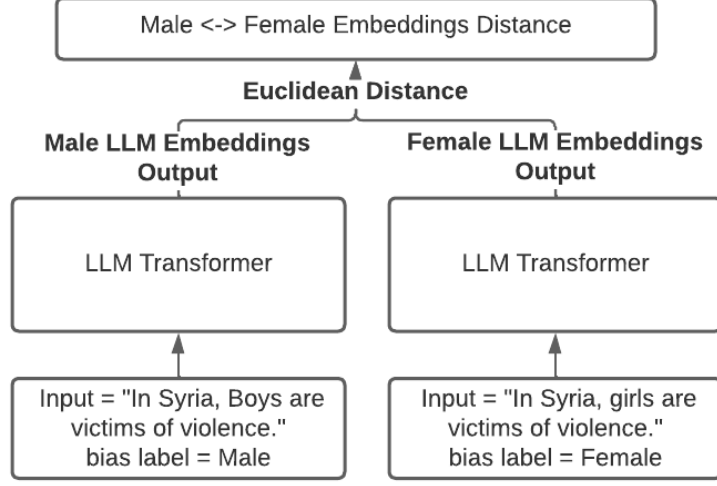 Male <-> Female Embeddings Distance
Euclidean Distance
Male LLM Embeddings
Output
Female LLM Embeddings
Output
LLM Transformer
LLM Transformer
Input = "In Syria, Boys are
victims of violence."
bias label = Male
Input = "In Syria, girls are
victims of violence."
bias label = Female